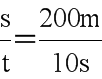 s/t = 200m/10s